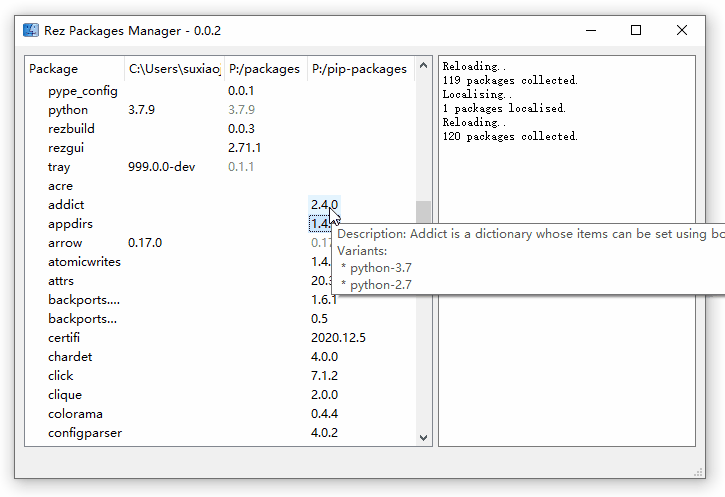 Rez Packages Manager - 0.0.2
Package C:\Users\suxiaoj P:/packages P:/pip-packages
pype_config 0.0.1
python 3.7.9 3.7.9
rezbuild 0.0.3
rezgui 2.71.1
tray 999.0.0-dev 0.1.1
acre
addict 2.4.0
appdirs 1.4.
arrow 0.17.0 0.17
atomicwrites 1.4.
attrs 20.3
backports.... 1.6.1
backports... 0.5
certifi 2020.12.5
chardet 4.0.0
click 7.1.2
clique 2.0.0
colorama 0.4.4
configparser 4.0.2
Reloading..
119 packages collected.
Localising..
1 packages localised.
Reloading..
120 packages collected.
Description: Addict is a dictionary whose items can be set using bo
Variants:
* python-3.7
* python-2.7